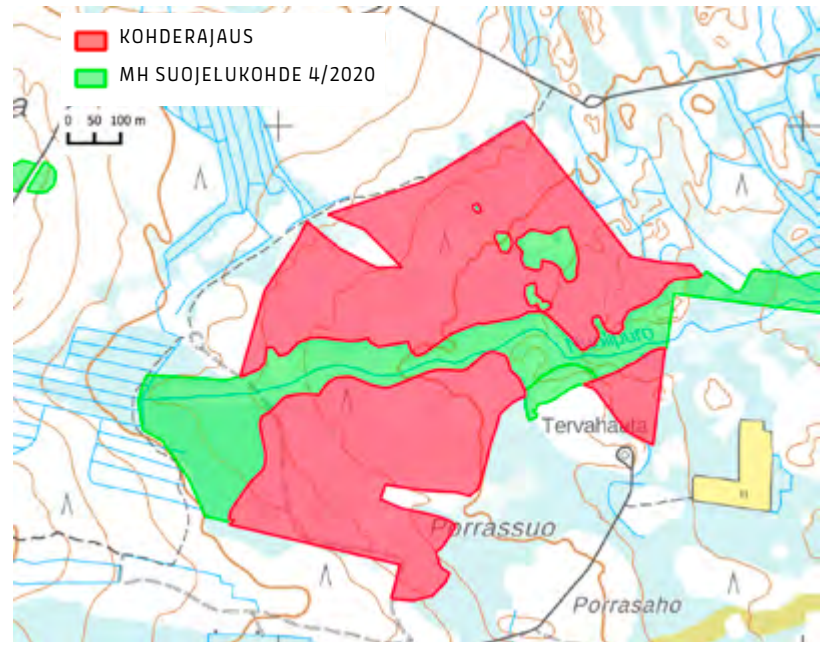 KOHDERAJAUS
MH SUOJELUKOHDE 4/2020
a
0 50 100 m
Tervahauta
Porrassuo
Porrasaho